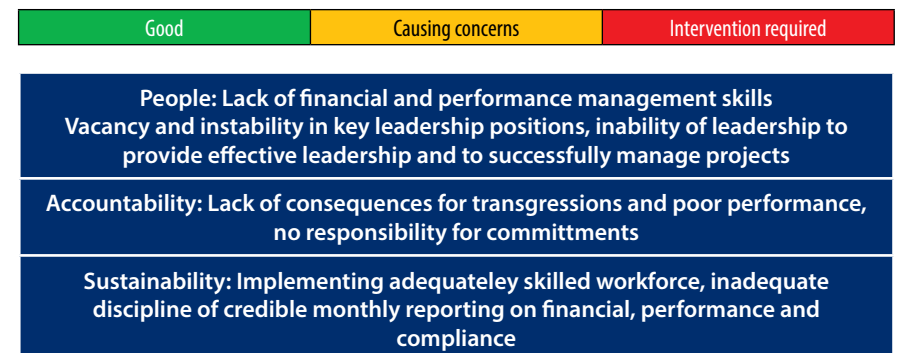 Good
Causing concerns
Intervention required
People: Lack of financial and performance management skills
Vacancy and instability in key leadership positions, inability of leadership to
provide effective leadership and to successfully manage projects
Accountability: Lack of consequences for transgressions and poor performance,
no responsibility for committments
Sustainability: Implementing adequateley skilled workforce, inadequate
discipline of credible monthly reporting on financial, performance and
compliance